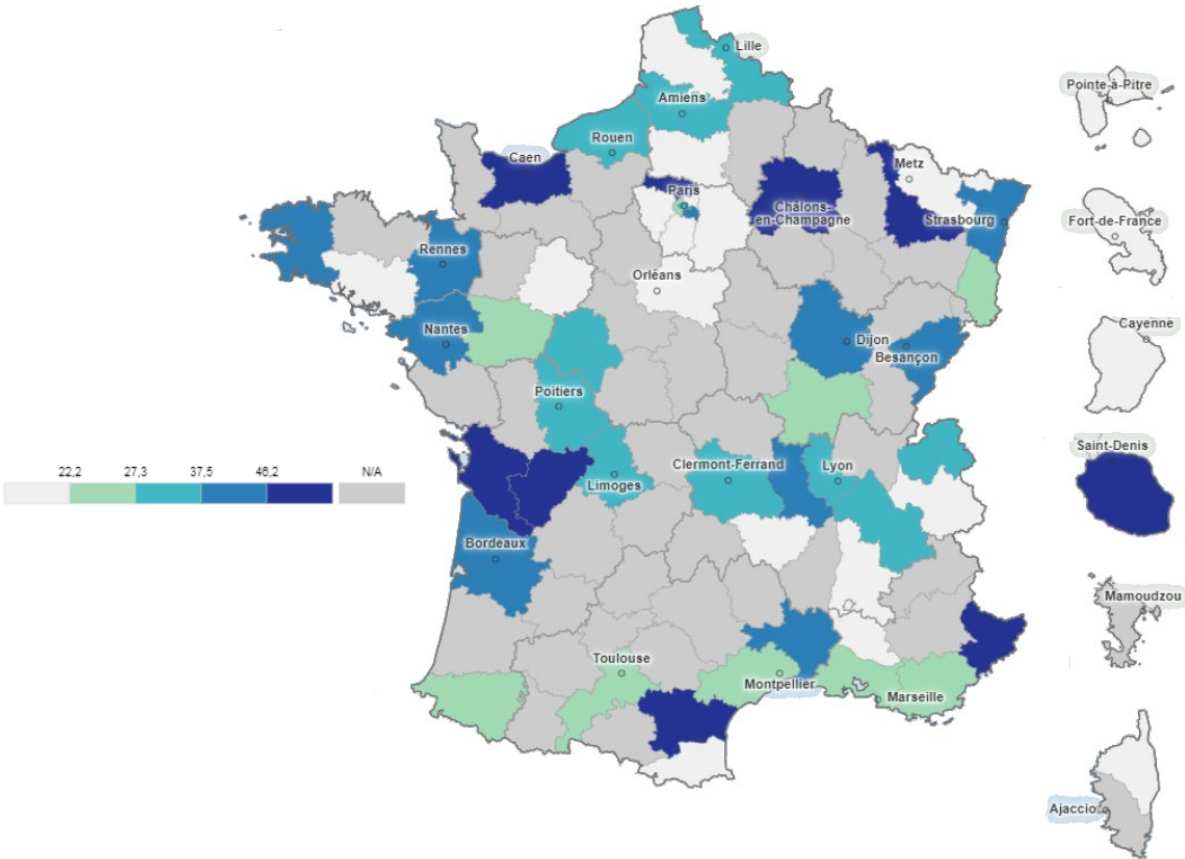 Lille
Pointe-à-Pitre
Amiens
Rouen
Caen
Metz
Paris
Châlons-
en-Champagne
Strasbourg
Fort-de-France
Rennes
Orléans
Cayenne
Nantes
Dijon
Besançon
Poitiers
Saint-Denis
Clermont-Ferrand
Lyon
22,2 27,3 37,5 48,2 N/A
Limoges
Bordeaux
Mamoudzou
Toulouse
Montpellier
Marseille
Ajaccio